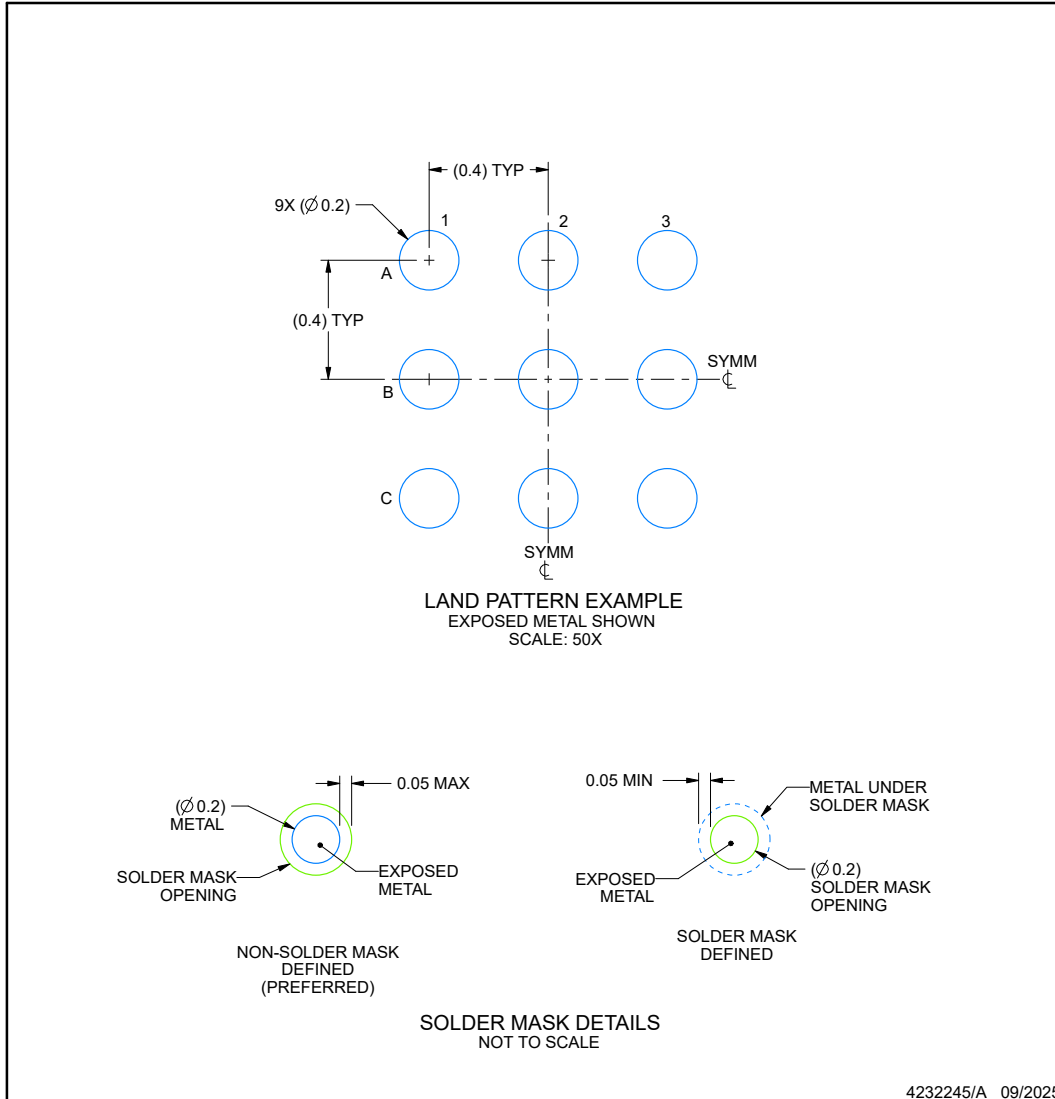 (0.4) TYP
9X (∅ 0.2)
1
2
3
A
(0.4) TYP
SYMM
℄
B
C
SYMM
℄
LAND PATTERN EXAMPLE
EXPOSED METAL SHOWN
SCALE: 50X
0.05 MAX
(∅ 0.2)
METAL
SOLDER MASK
OPENING
EXPOSED
METAL
NON-SOLDER MASK
DEFINED
(PREFERRED)
0.05 MIN
METAL UNDER
SOLDER MASK
EXPOSED
METAL
(∅ 0.2)
SOLDER MASK
OPENING
SOLDER MASK
DEFINED
SOLDER MASK DETAILS
NOT TO SCALE
4232245/A 09/2025